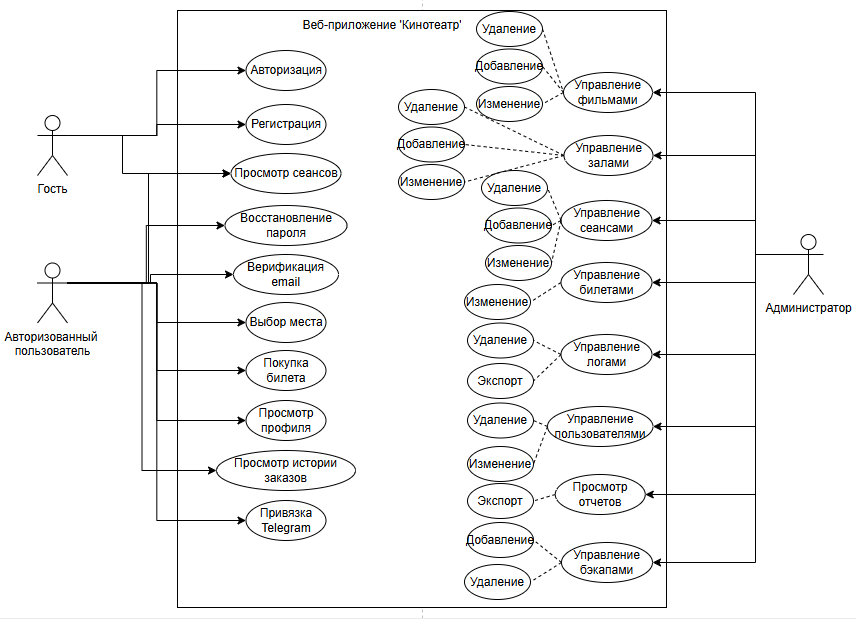 Веб-приложение 'Кинотеатр'
Гость
Авторизованный
пользователь
Авторизация
Регистрация
Просмотр сеансов
Восстановление
пароля
Верификация
email
Выбор места
Покупка
билета
Просмотр
профиля
Просмотр истории
заказов
Привязка
Telegram
Удаление
Добавление
Изменение
Управление
фильмами
Удаление
Добавление
Изменение
Управление
залами
Удаление
Добавление
Изменение
Управление
сеансами
Изменение
Управление
билетами
Удаление
Экспорт
Управление
логами
Удаление
Изменение
Управление
пользователями
Экспорт
Просмотр
отчетов
Добавление
Удаление
Управление
бэкапами
Администратор